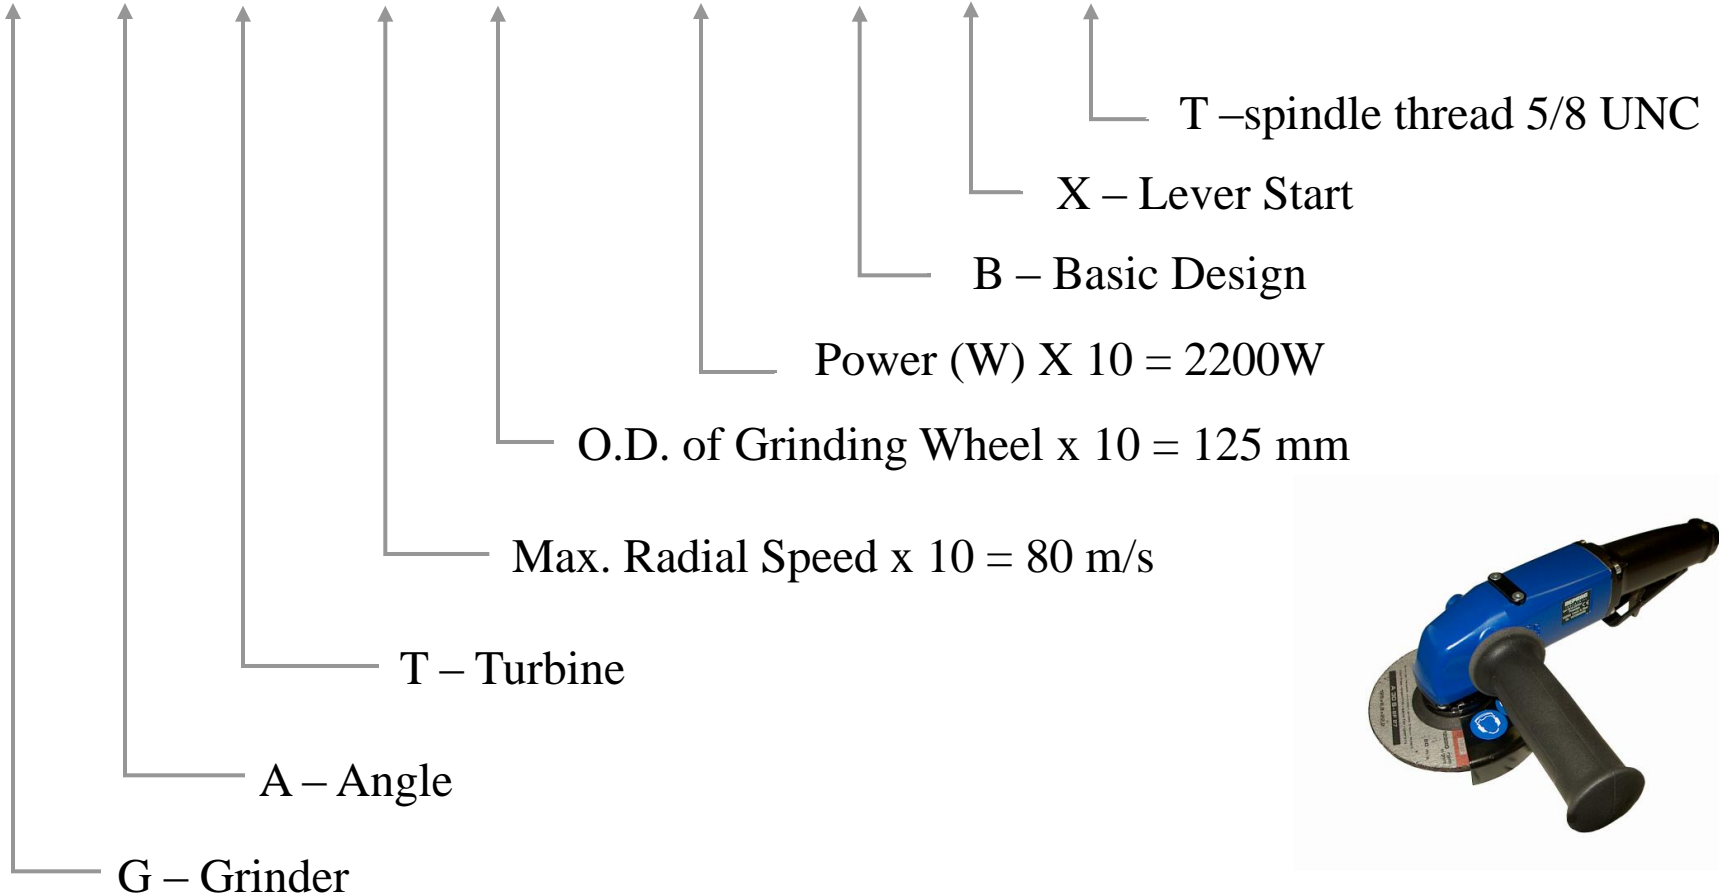 T –spindle thread 5/8 UNC
X – Lever Start
B – Basic Design
Power (W) X 10 = 2200W
O.D. of Grinding Wheel x 10 = 125 mm
Max. Radial Speed x 10 = 80 m/s
T – Turbine
A – Angle
G – Grinder